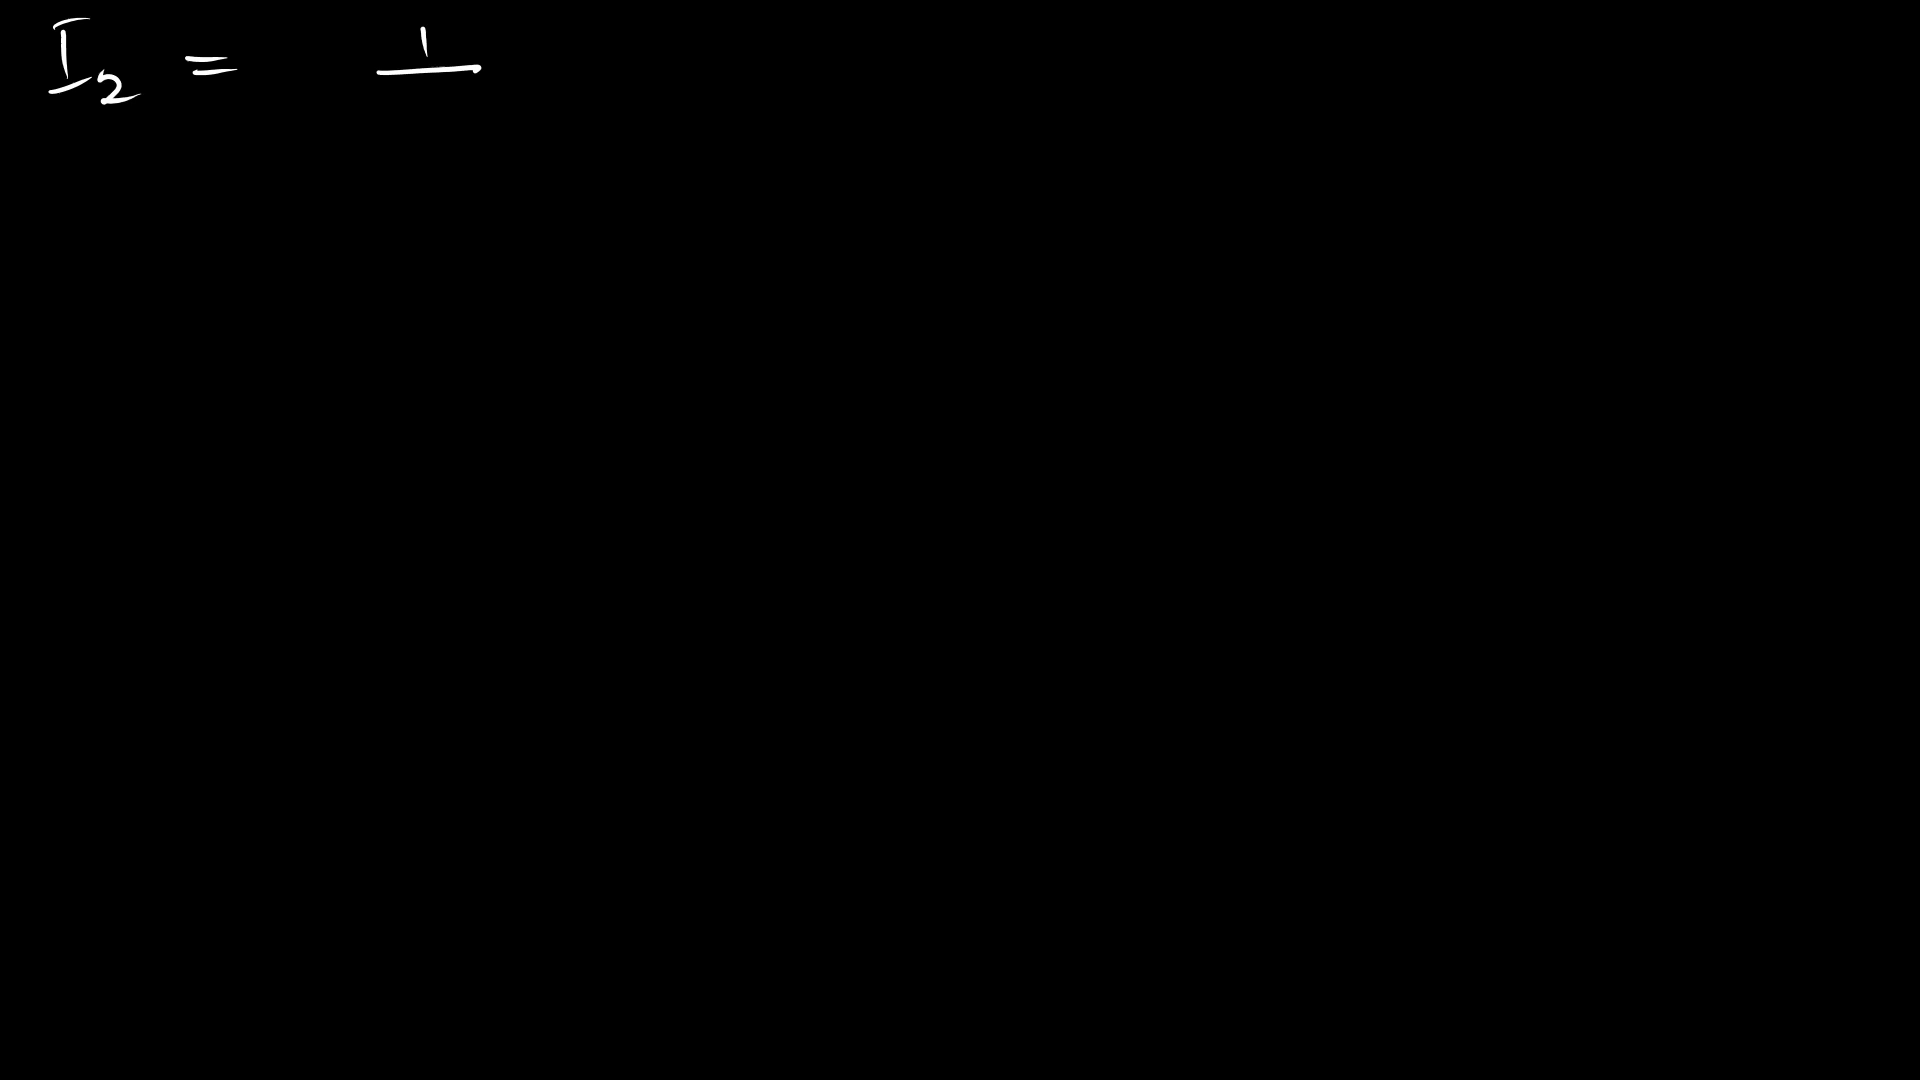 I₂ = 1/